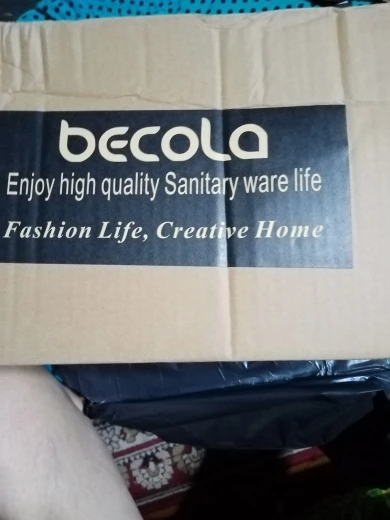 becola
Enjoy high quality Sanitary ware life
Fashion Life, Creative Home